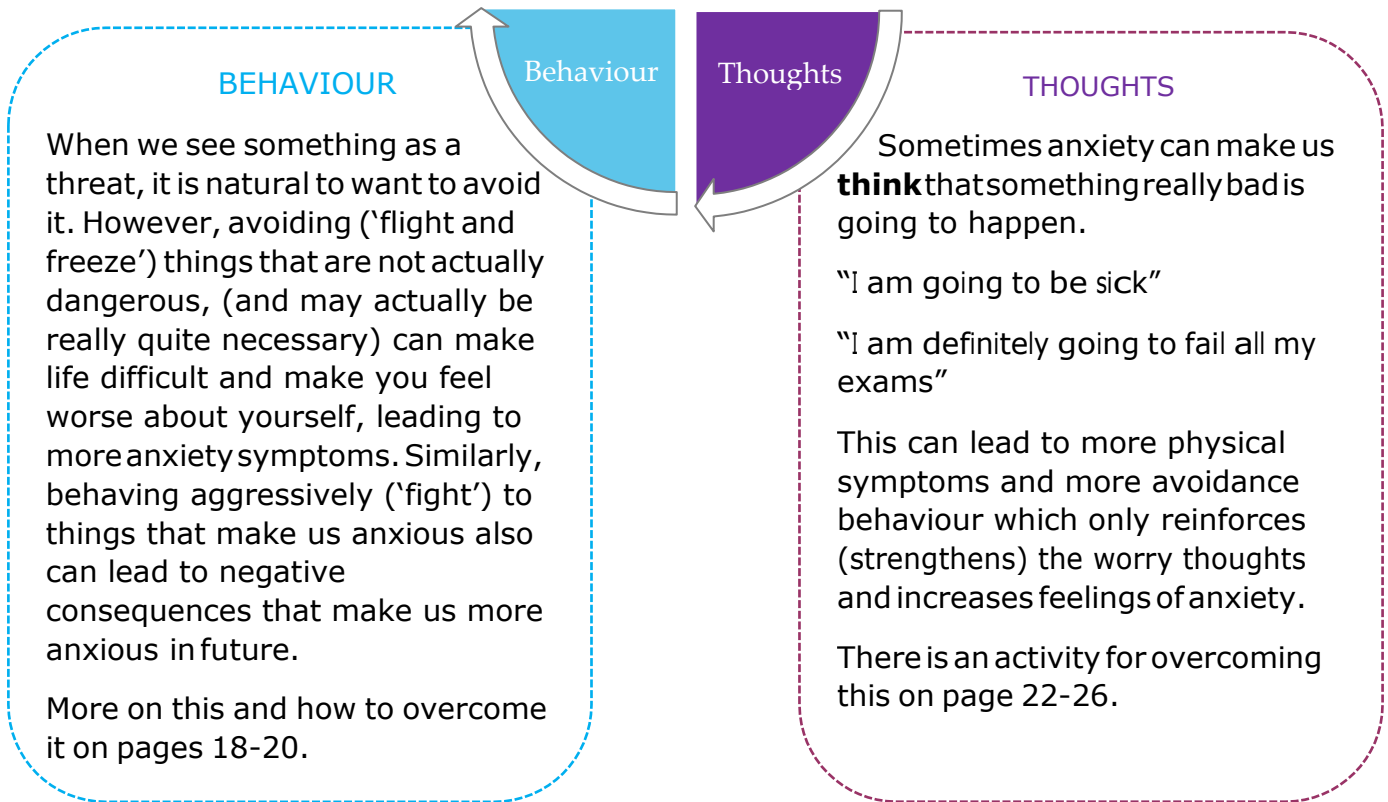 Behaviour
Thoughts
BEHAVIOUR
When we see something as a
threat, it is natural to want to avoid
it. However, avoiding (‘flight and
freeze’) things that are not actually
dangerous, (and may actually be
really quite necessary) can make
life difficult and make you feel
worse about yourself, leading to
more anxiety symptoms. Similarly,
behaving aggressively (‘fight’) to
things that make us anxious also
can lead to negative
consequences that make us more
anxious in future.
More on this and how to overcome
it on pages 18-20.
THOUGHTS
Sometimes anxiety can make us
think that something really bad is
going to happen.
“I am going to be sick”
“I am definitely going to fail all my
exams”
This can lead to more physical
symptoms and more avoidance
behaviour which only reinforces
(strengthens) the worry thoughts
and increases feelings of anxiety.
There is an activity for overcoming
this on page 22-26.